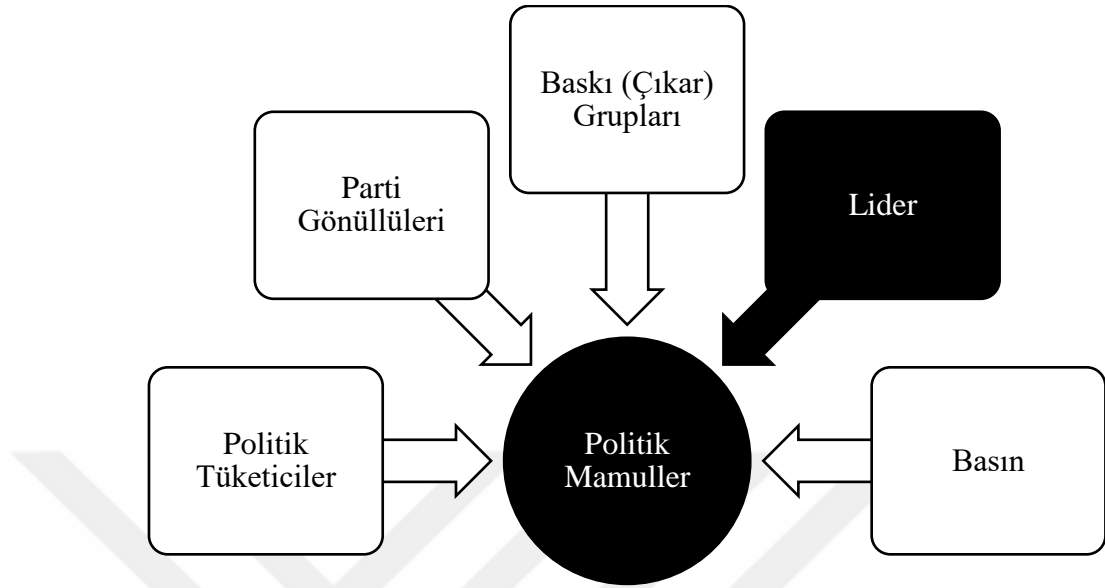 Baskı (Çıkar)
Grupları
Parti
Gönüllüleri
Lider
Politik
Tüketiciler
Politik
Mamuller
Basın